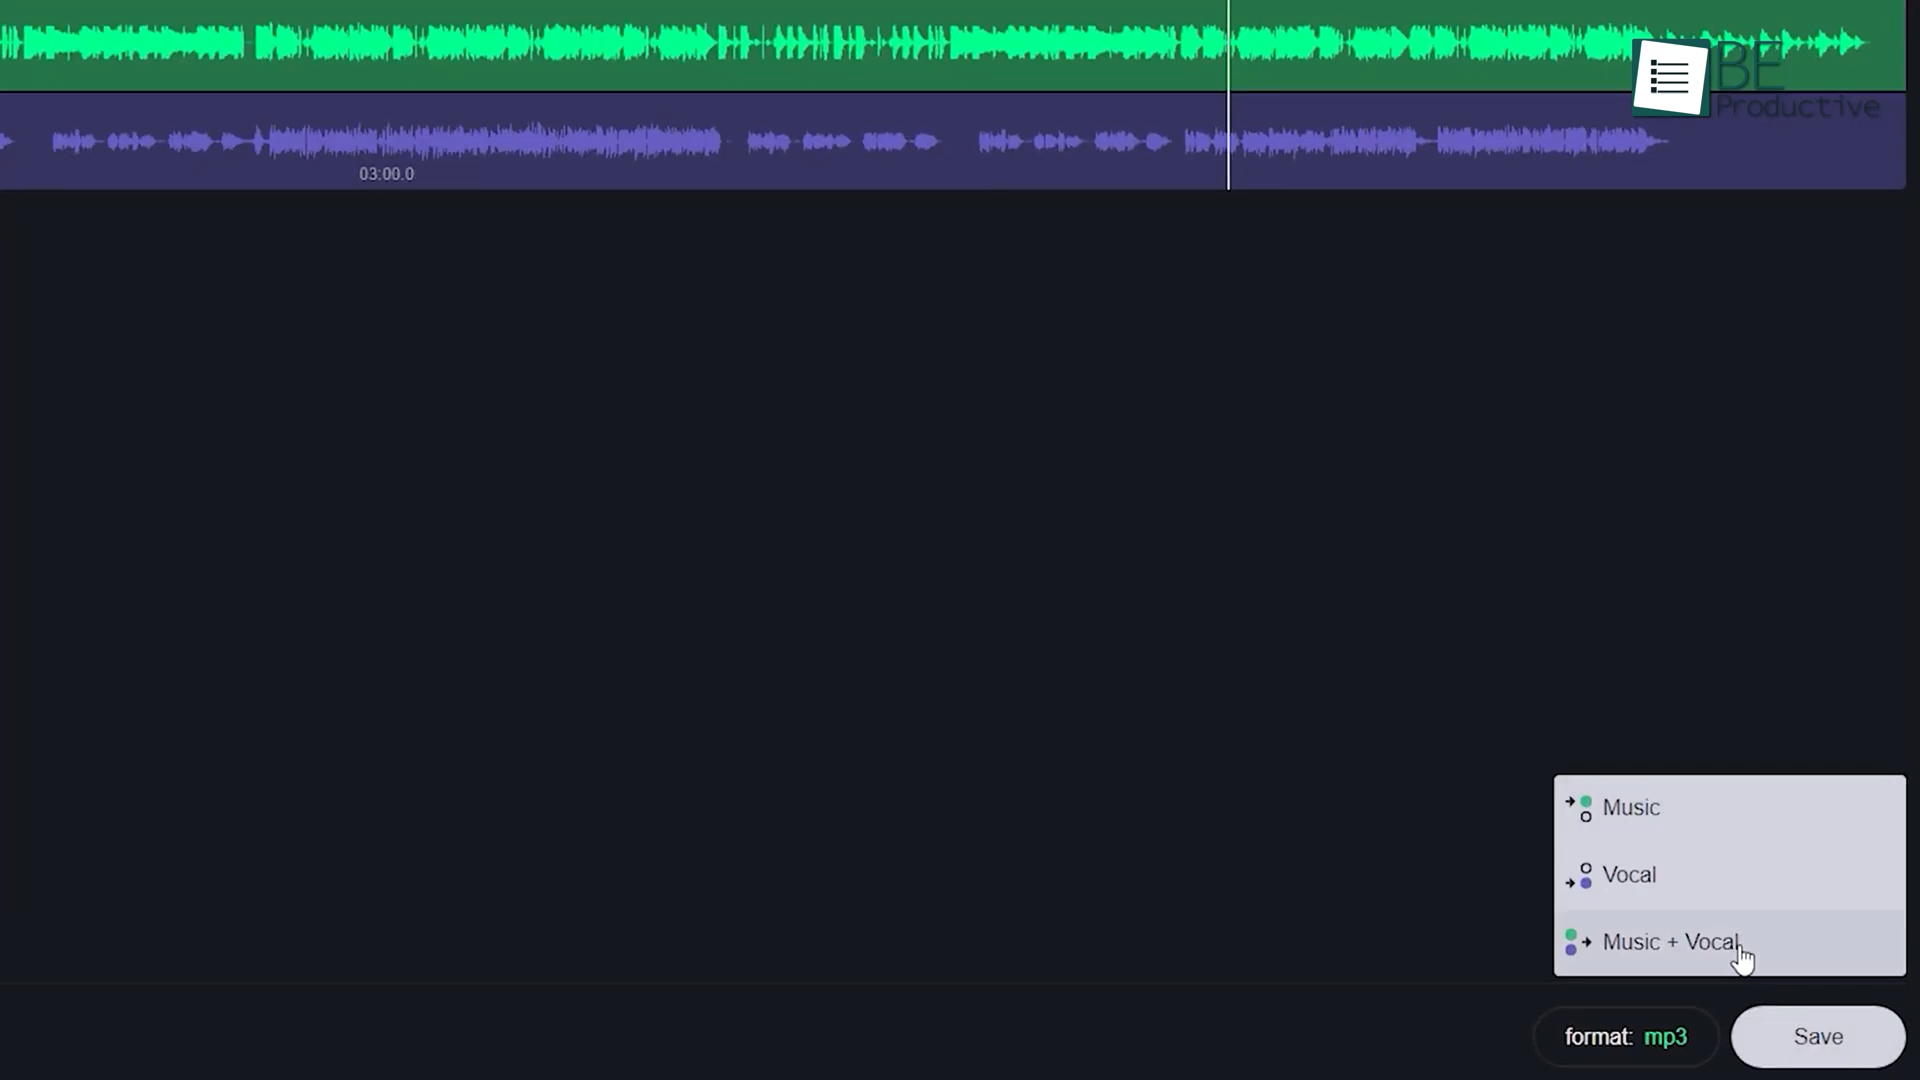 BE
Productive
03:00.0
Music
Vocal
Music + Vocal
format: mp3
Save